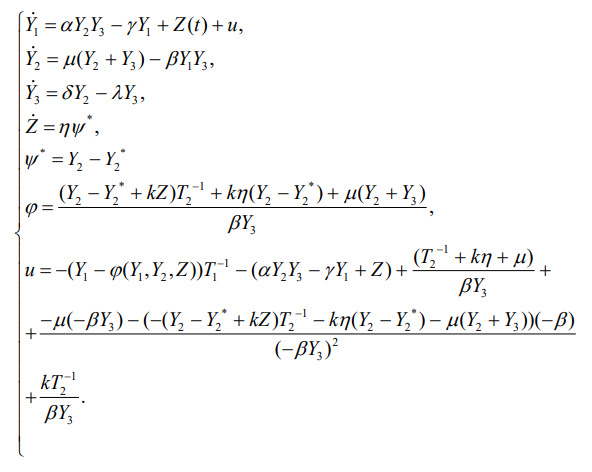 Ẏ₁ = αY₂Y₃ − γY₁ + Z(t) + u,
Ẏ₂ = μ(Y₂ + Y₃) − βY₁Y₃,
Ẏ₃ = δY₂ − λY₃,
Ż = ηψ*,
ψ* = Y₂ − Y₂*
φ = ((Y₂ − Y₂* + kZ)T₂⁻¹ + kη(Y₂ − Y₂*) + μ(Y₂ + Y₃)) / (βY₃),
u = −(Y₁ − φ(Y₁,Y₂,Z))T₁⁻¹ − (αY₂Y₃ − γY₁ + Z) + (T₂⁻¹ + kη + μ) / (βY₃) +
+ (−μ(−βY₃) − (−(Y₂ − Y₂* + kZ)T₂⁻¹ − kη(Y₂ − Y₂*) − μ(Y₂ + Y₃))(−β)) / (−βY₃)²
+ kT₂⁻¹ / (βY₃).